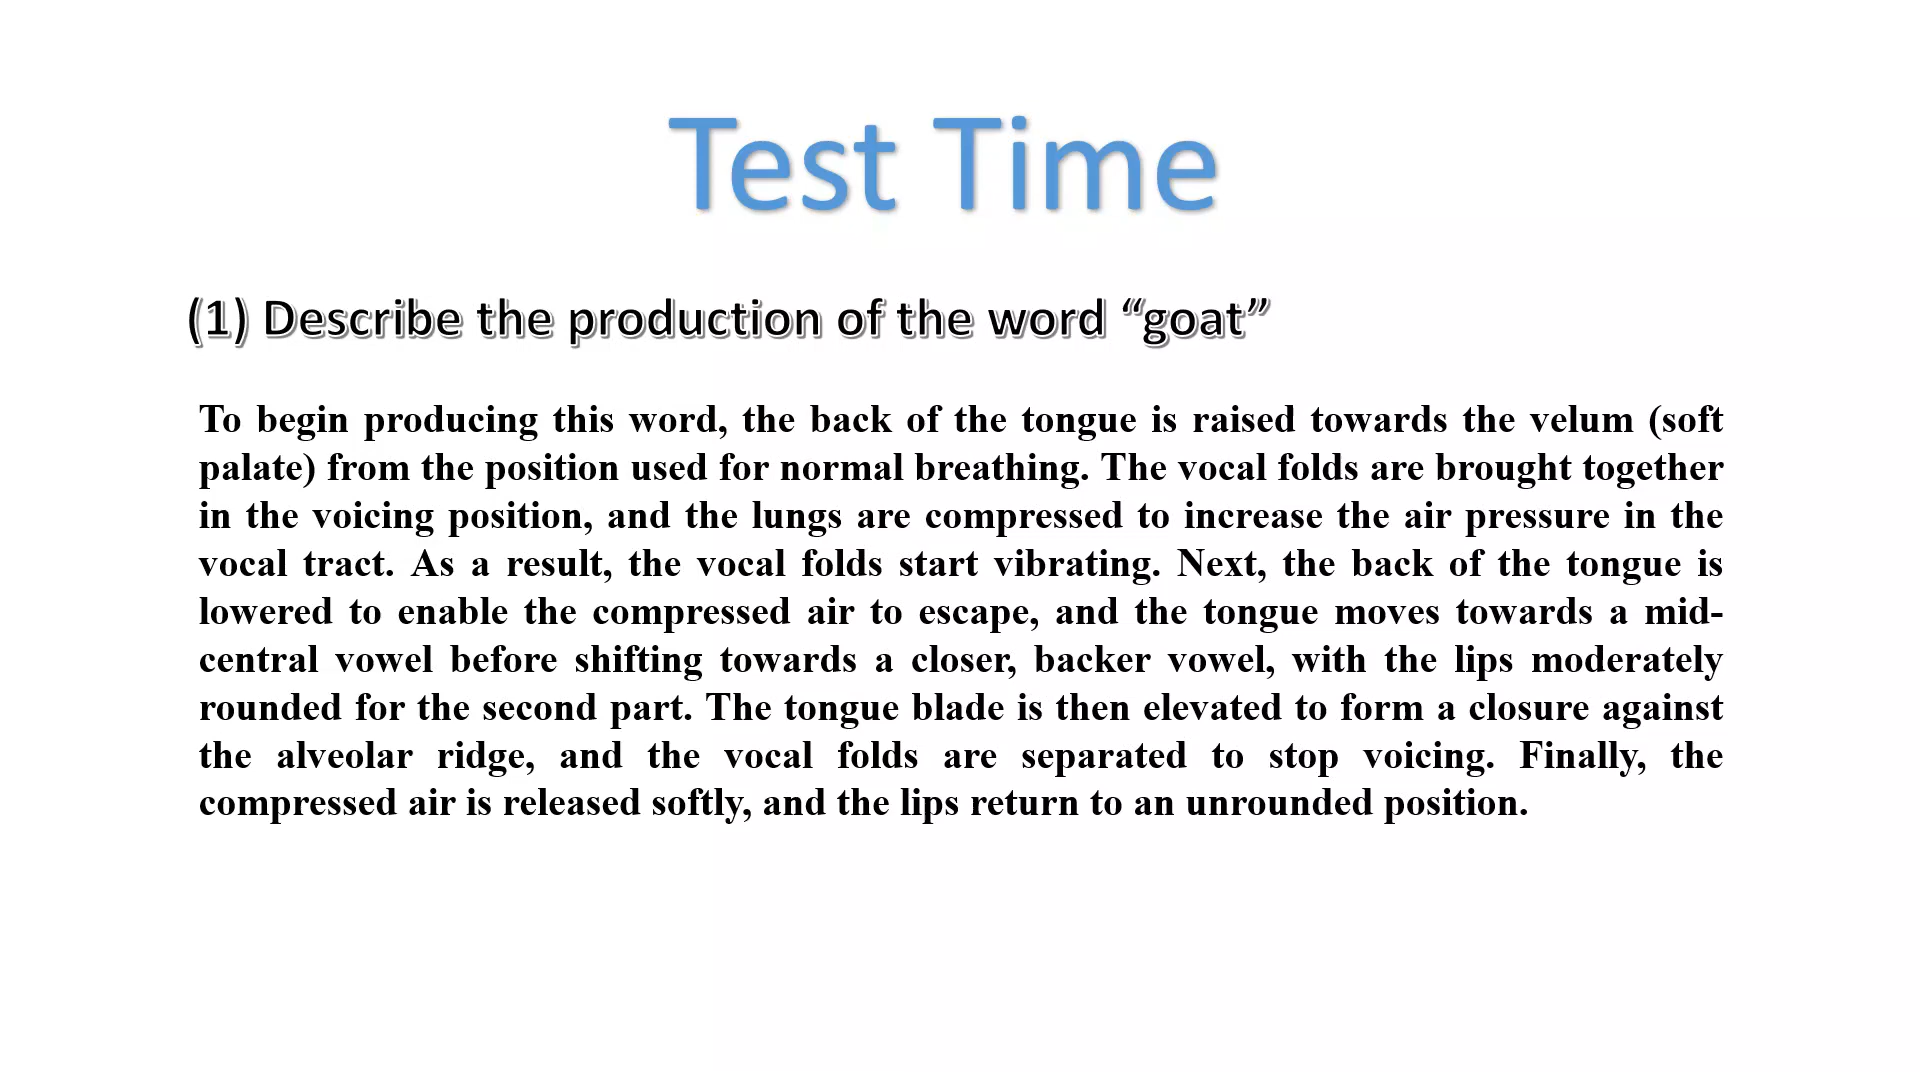 Test Time
(1) Describe the production of the word “goat”
To begin producing this word, the back of the tongue is raised towards the velum (soft
palate) from the position used for normal breathing. The vocal folds are brought together
in the voicing position, and the lungs are compressed to increase the air pressure in the
vocal tract. As a result, the vocal folds start vibrating. Next, the back of the tongue is
lowered to enable the compressed air to escape, and the tongue moves towards a mid-
central vowel before shifting towards a closer, backer vowel, with the lips moderately
rounded for the second part. The tongue blade is then elevated to form a closure against
the alveolar ridge, and the vocal folds are separated to stop voicing. Finally, the
compressed air is released softly, and the lips return to an unrounded position.